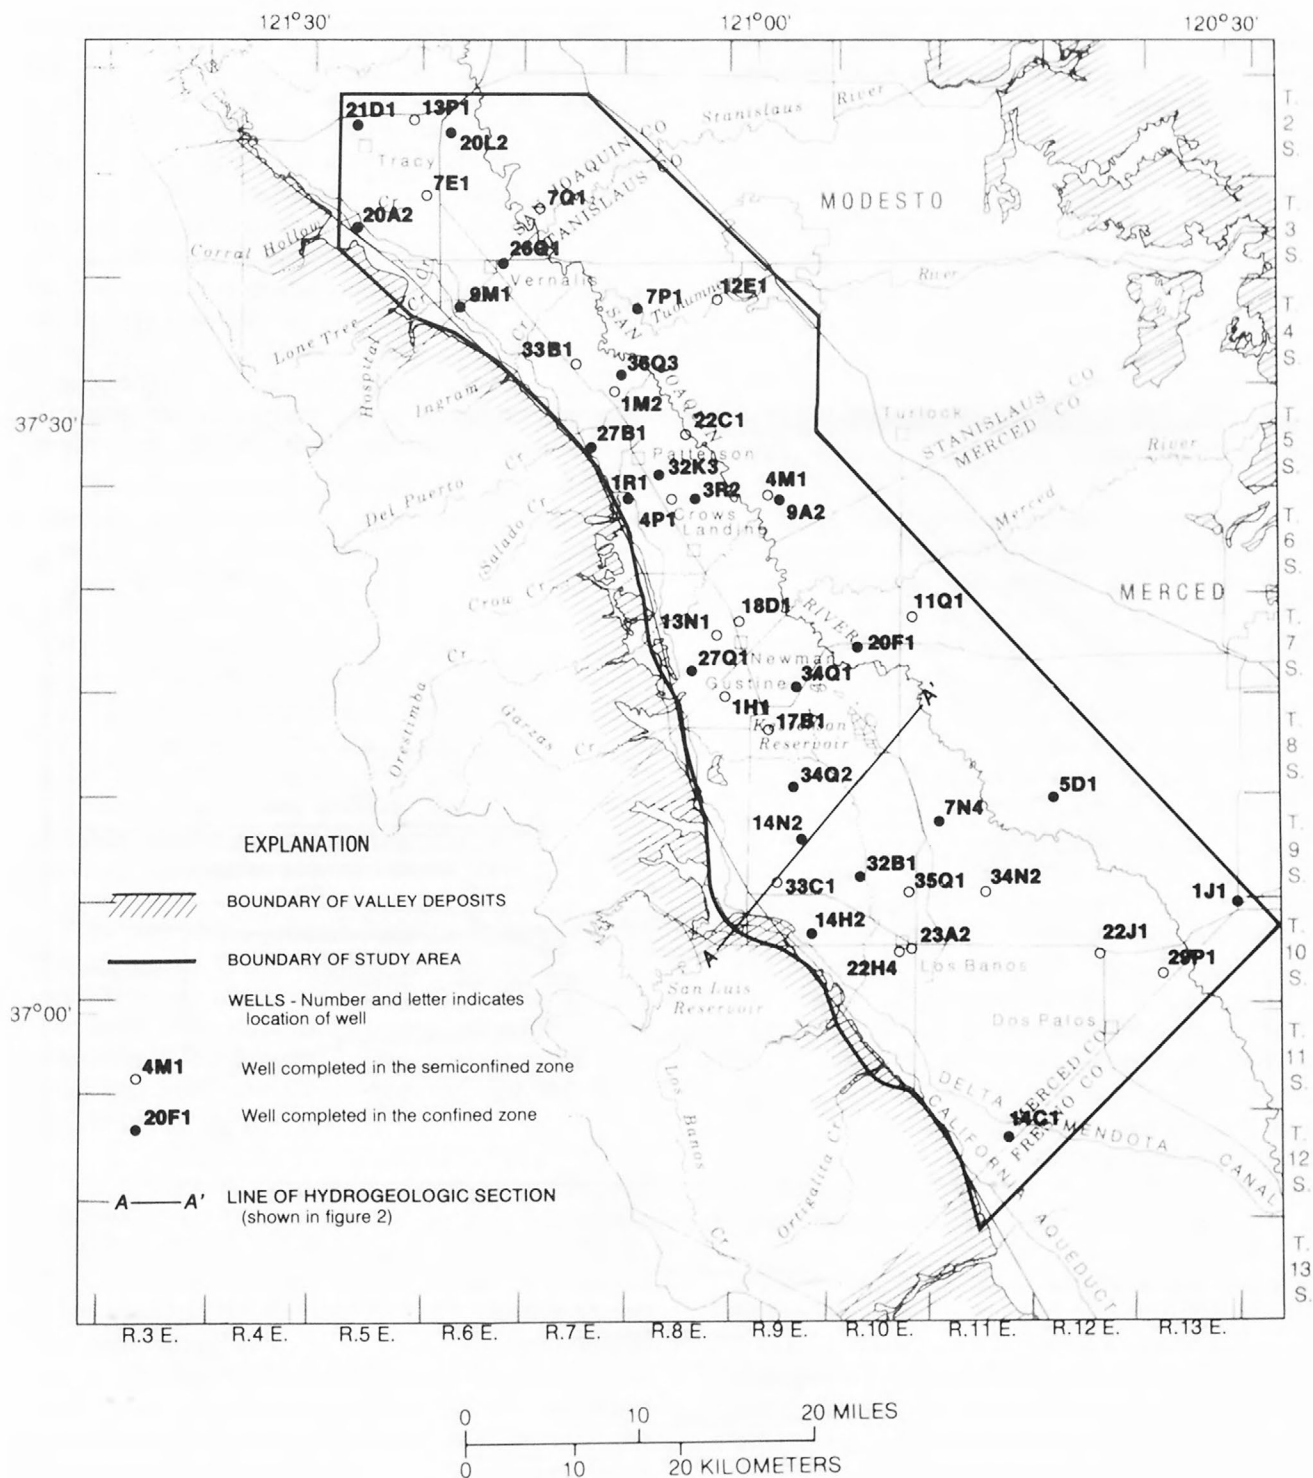 121°30'
121°00'
120°30'
21D1
13P1
20L2
Tracy
7E1
20A2
7Q1
26Q1
Vernalis
9M1
7P1
12E1
33B1
36Q3
1M2
22C1
27B1
Patterson
32K3
1R1
3R2
4M1
4P1
9A2
Crows
Landing
18D1
13N1
11Q1
20F1
27Q1
Newman
Gustine
34Q1
1H1
17B1
Kesterson
Reservoir
34Q2
5D1
7N4
14N2
32B1
33C1
35Q1
34N2
1J1
14H2
23A2
22H4
22J1
29P1
Los Banos
Dos Palos
14C1
A
A'
Stanislaus River
SAN JOAQUIN CO
STANISLAUS CO
MODESTO
Tuolumne River
SAN JOAQUIN RIVER
Turlock
STANISLAUS CO
MERCED CO
Merced River
MERCED
Corral Hollow Cr
Lone Tree Cr
Hospital Cr
Ingram
Del Puerto Cr
Salado Cr
Crow Cr
Orestimba Cr
Garzas Cr
San Luis
Reservoir
Los Banos Cr
Ortigalita Cr
MERCED CO
FRESNO CO
DELTA MENDOTA CANAL
CALIFORNIA AQUEDUCT
37°30'
37°00'
T. 2 S.
T. 3 S.
T. 4 S.
T. 5 S.
T. 6 S.
T. 7 S.
T. 8 S.
T. 9 S.
T. 10 S.
T. 11 S.
T. 12 S.
T. 13 S.
EXPLANATION
BOUNDARY OF VALLEY DEPOSITS
BOUNDARY OF STUDY AREA
WELLS - Number and letter indicates
location of well
4M1 Well completed in the semiconfined zone
20F1 Well completed in the confined zone
A A' LINE OF HYDROGEOLOGIC SECTION
(shown in figure 2)
R.3 E. R.4 E. R.5 E. R.6 E. R.7 E. R.8 E. R.9 E. R.10 E. R.11 E. R.12 E. R.13 E.
0 10 20 MILES
0 10 20 KILOMETERS